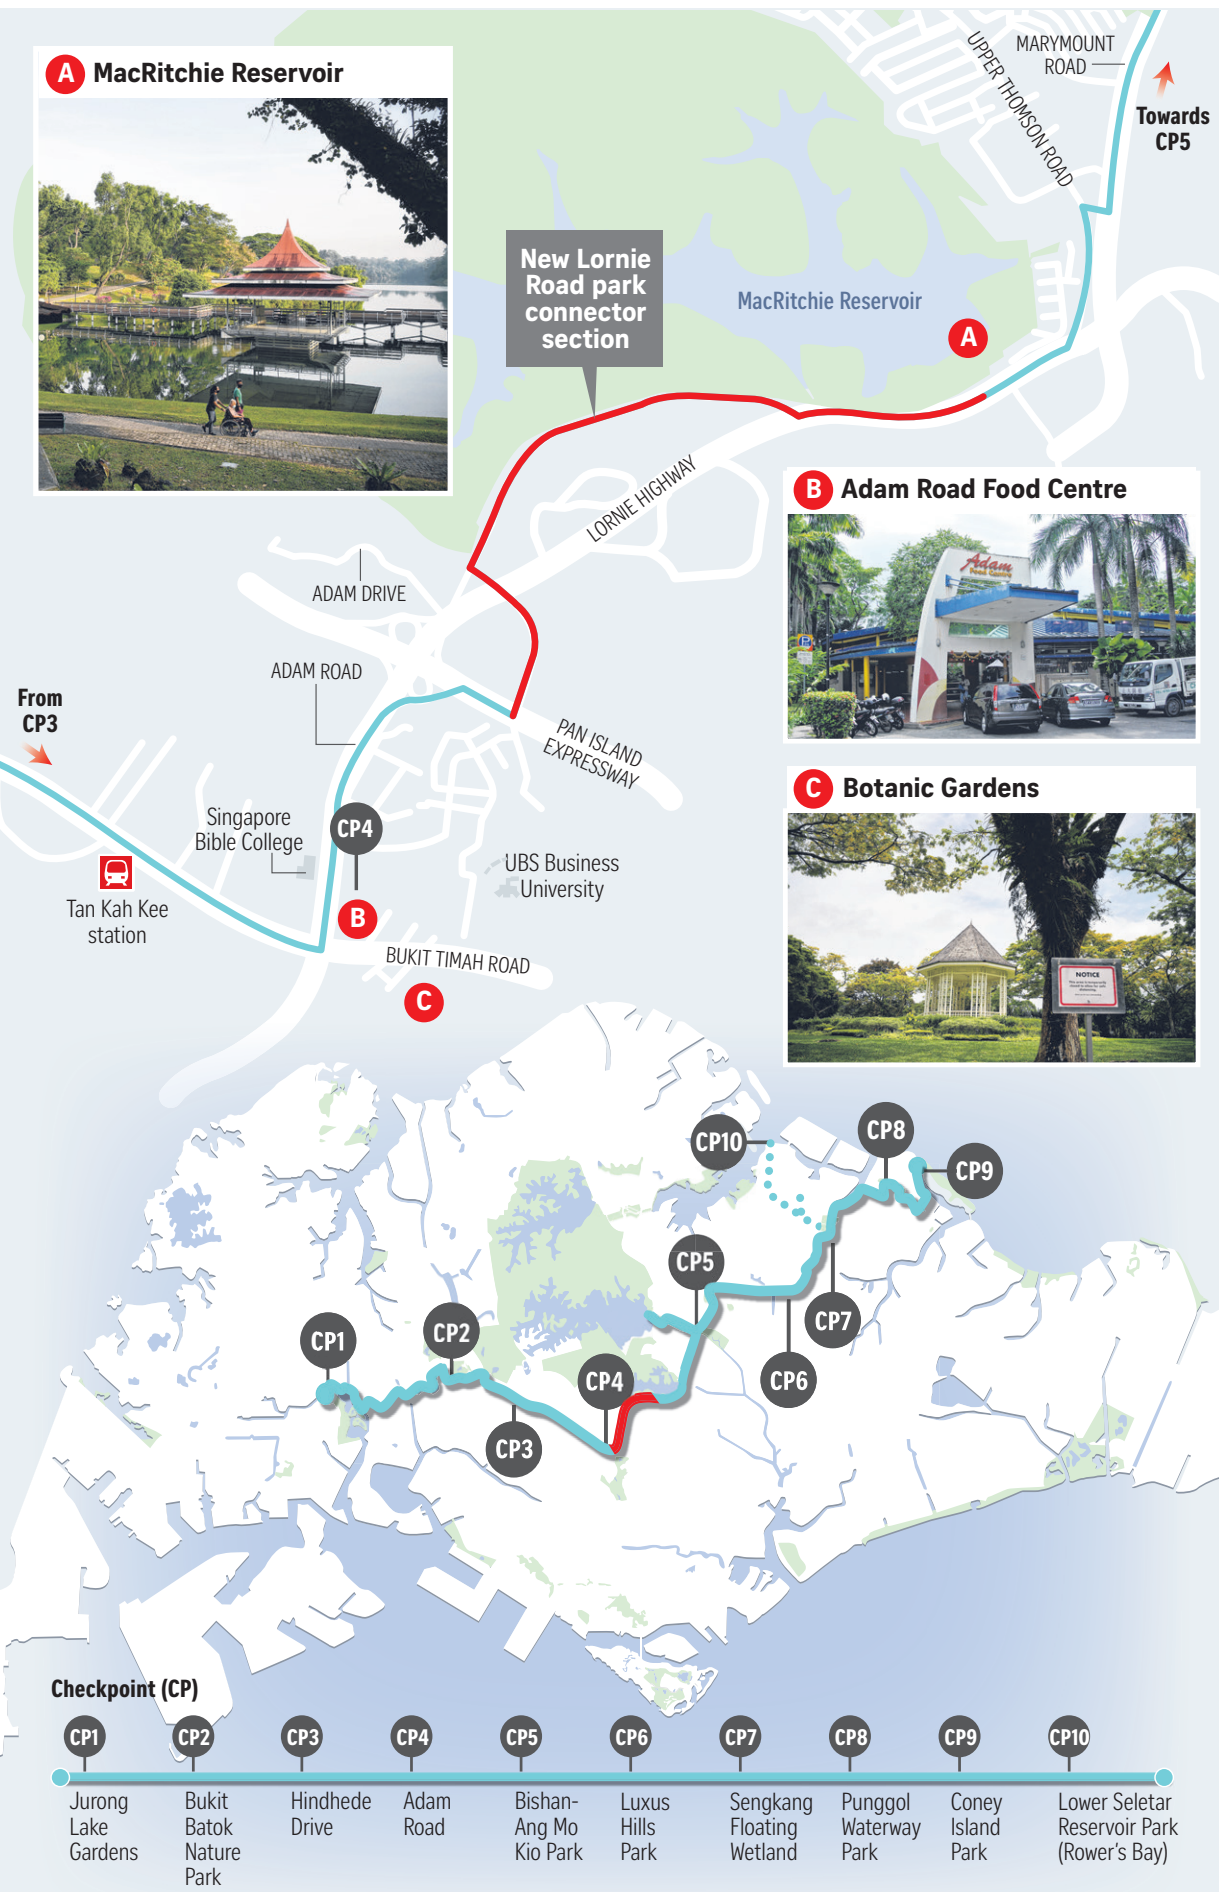 A MacRitchie Reservoir
MARYMOUNT
ROAD
UPPER THOMSON ROAD
Towards
CP5
New Lornie
Road park
connector
section
MacRitchie Reservoir
A
LORNIE HIGHWAY
B Adam Road Food Centre
Adam
Food Centre
ADAM DRIVE
ADAM ROAD
From
CP3
PAN ISLAND
EXPRESSWAY
C Botanic Gardens
NOTICE
Singapore
Bible College
CP4
UBS Business
University
B
Tan Kah Kee
station
BUKIT TIMAH ROAD
C
CP10
CP8
CP9
CP5
CP7
CP1
CP2
CP4
CP6
CP3
Checkpoint (CP)
CP1
CP2
CP3
CP4
CP5
CP6
CP7
CP8
CP9
CP10
Jurong
Lake
Gardens
Bukit
Batok
Nature
Park
Hindhede
Drive
Adam
Road
Bishan-
Ang Mo
Kio Park
Luxus
Hills
Park
Sengkang
Floating
Wetland
Punggol
Waterway
Park
Coney
Island
Park
Lower Seletar
Reservoir Park
(Rower's Bay)